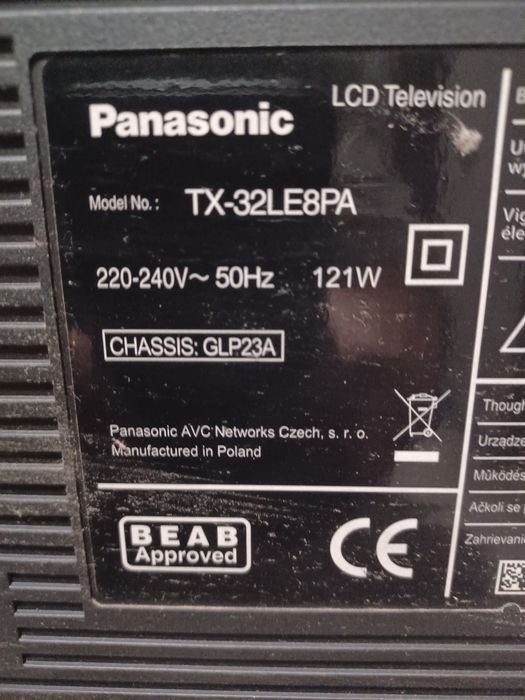 LCD Television
Panasonic
Model No.: TX-32LE8PA
220-240V~ 50Hz 121W
CHASSIS: GLP23A
Panasonic AVC Networks Czech, s. r. o.
Manufactured in Poland
BEAB
Approved
CE
Though
Urządze
Működés
Ačkoli se
Zahrievani